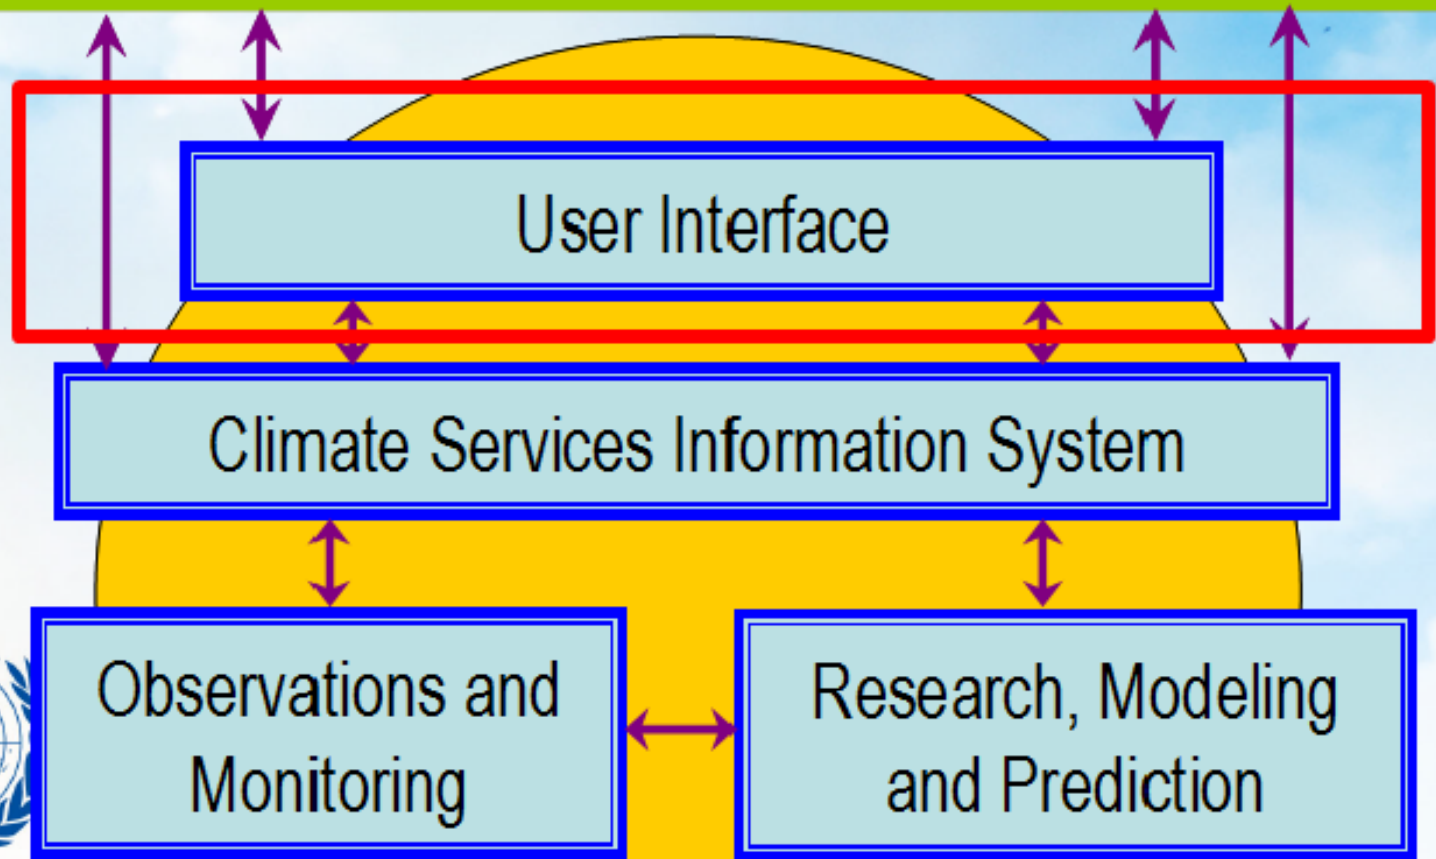 User Interface
Climate Services Information System
Observations and
Monitoring
Research, Modeling
and Prediction